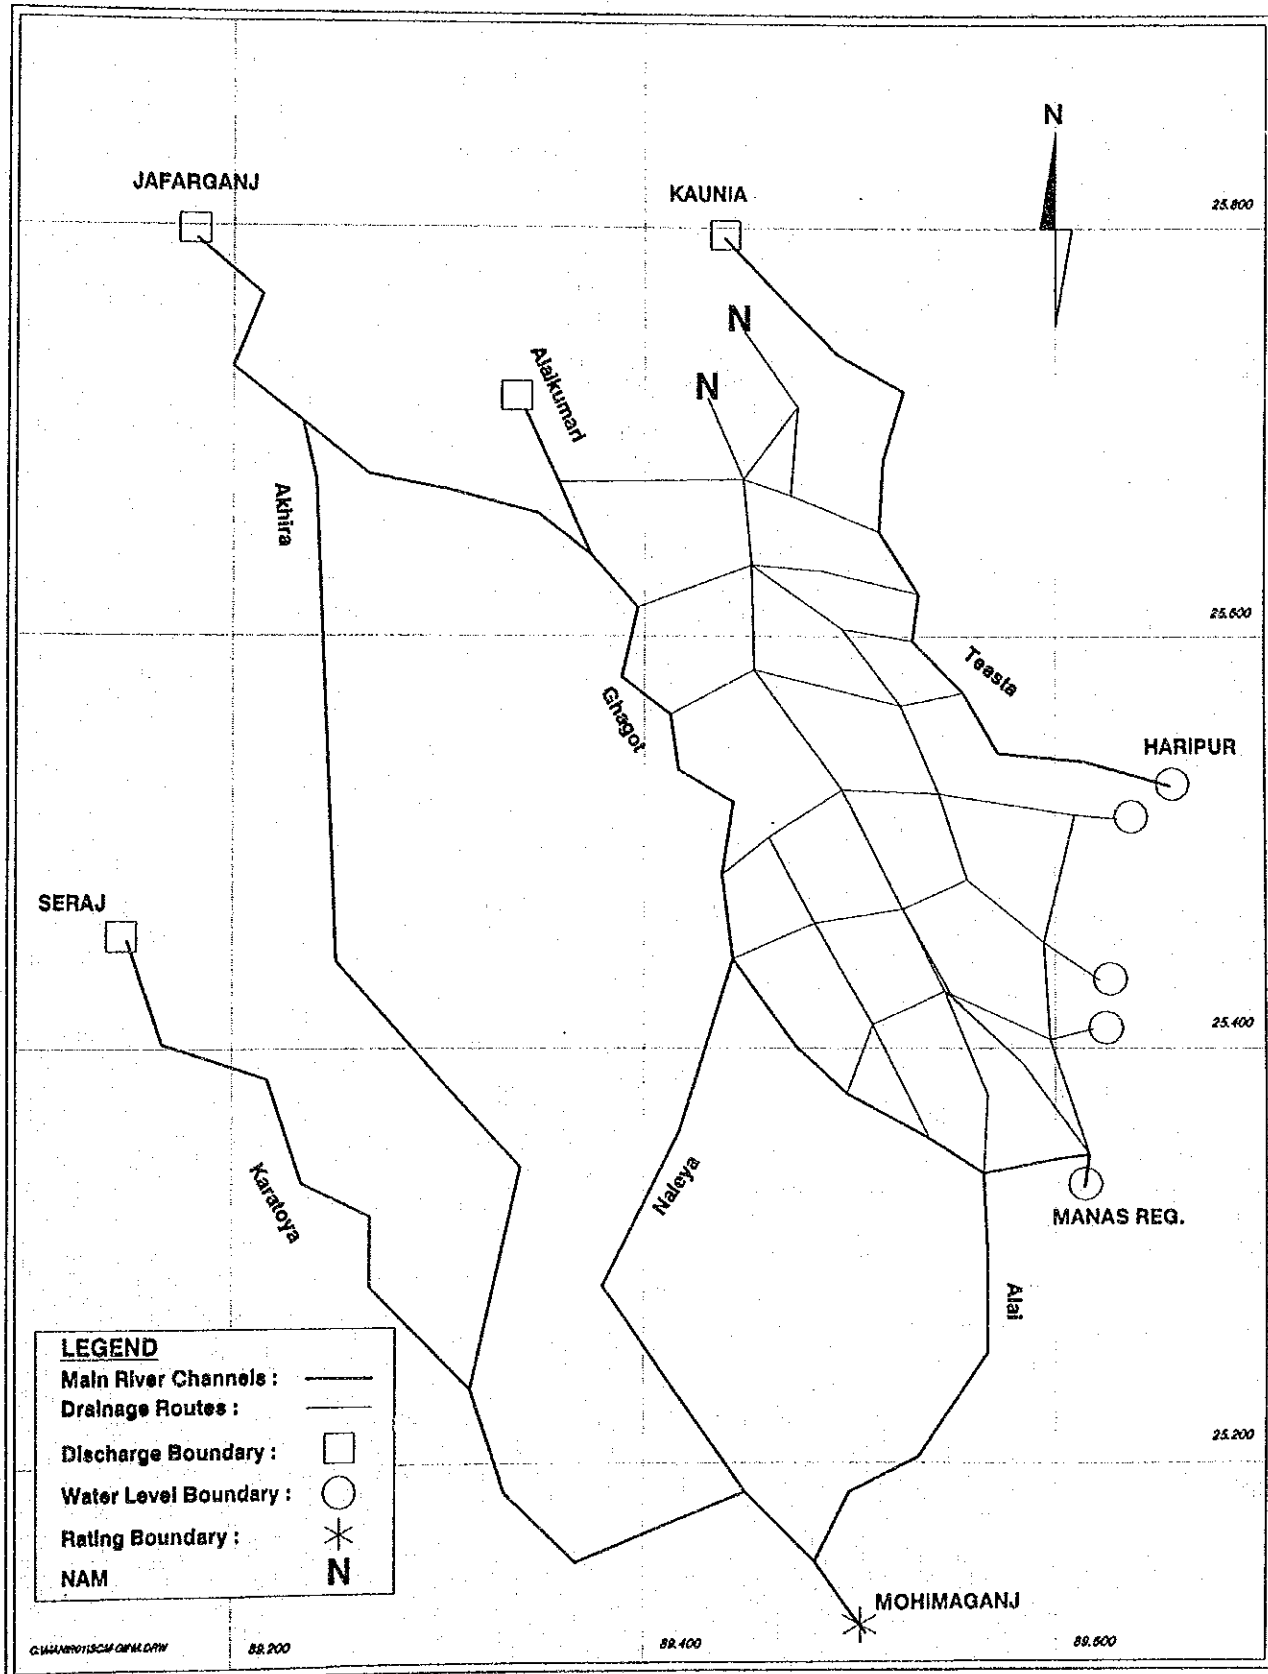 N
JAFARGANJ
KAUNIA
25.800
N
N
Alaikumari
Akhira
25.600
Teasta
Ghagot
HARIPUR
SERAJ
25.400
Naleya
Karatoya
MANAS REG.
Alai
LEGEND
Main River Channels :
Drainage Routes :
Discharge Boundary :
25.200
Water Level Boundary :
Rating Boundary :
NAM N
MOHIMAGANJ
89.200
89.400
89.600